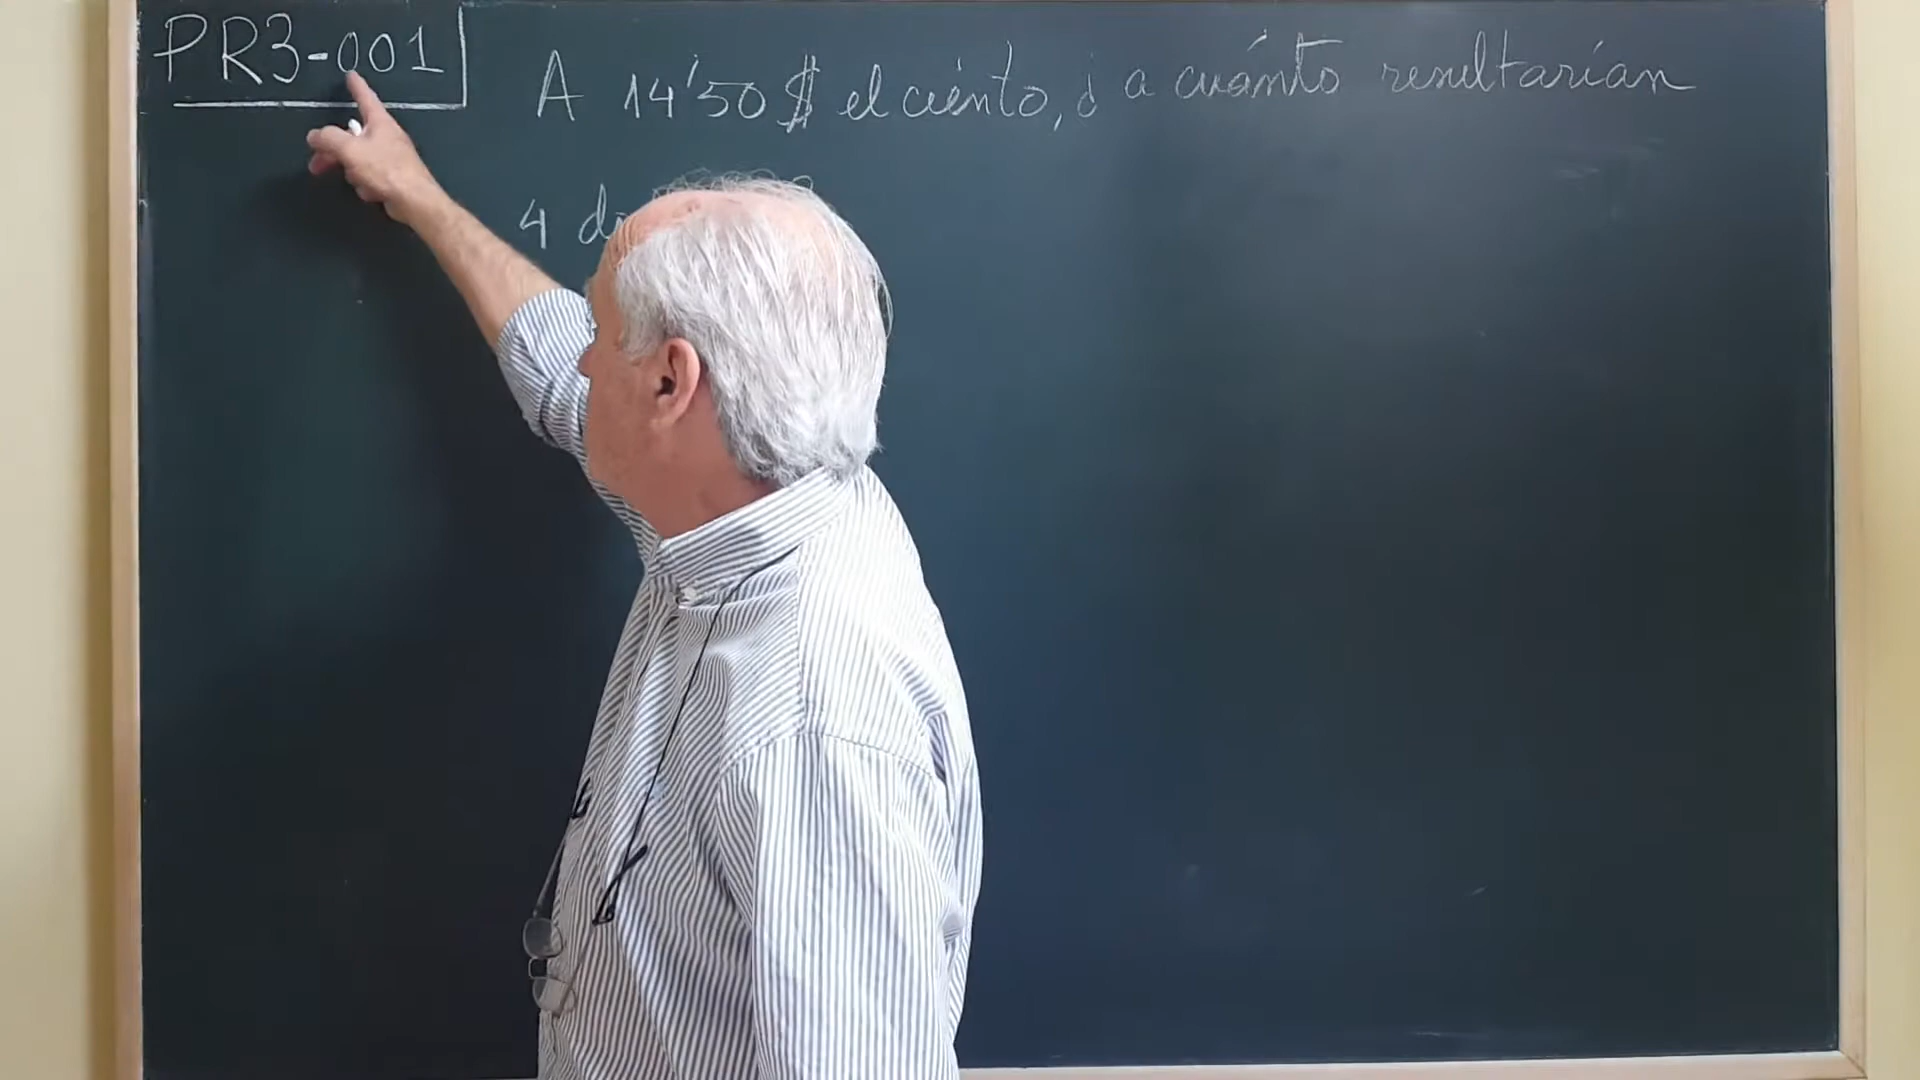 PR3-001
A 14'50 $ el ciento, ¿ a cuánto resultarían
4